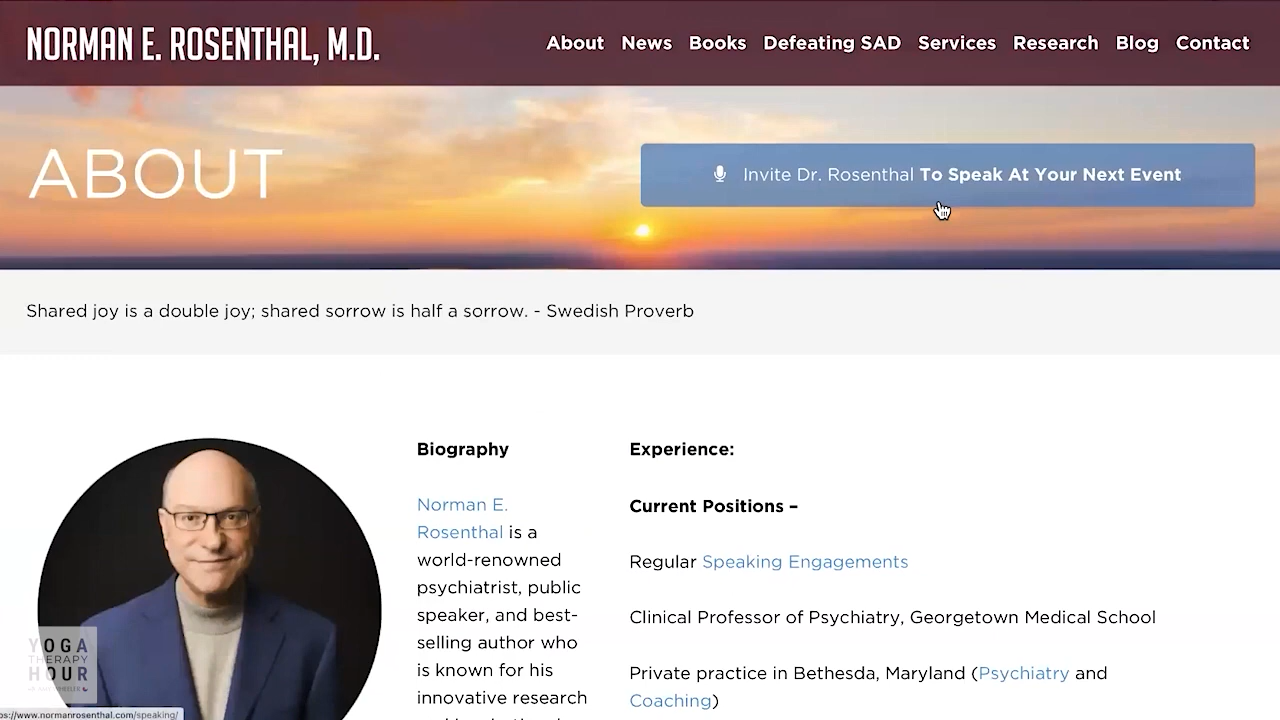 NORMAN E. ROSENTHAL, M.D.
About News Books Defeating SAD Services Research Blog Contact
ABOUT
Invite Dr. Rosenthal To Speak At Your Next Event
Shared joy is a double joy; shared sorrow is half a sorrow. - Swedish Proverb
Biography
Norman E.
Rosenthal is a
world-renowned
psychiatrist, public
speaker, and best-
selling author who
is known for his
innovative research
Experience:
Current Positions –
Regular Speaking Engagements
Clinical Professor of Psychiatry, Georgetown Medical School
Private practice in Bethesda, Maryland (Psychiatry and
Coaching)
YOGA
THERAPY
HOUR
ps://www.normanrosenthal.com/speaking/